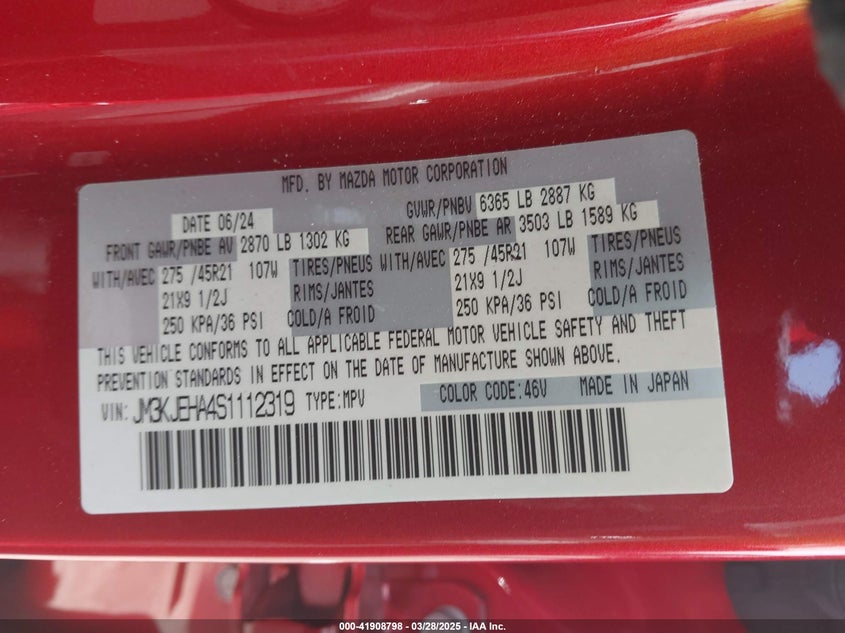 MFD. BY MAZDA MOTOR CORPORATION
DATE 06/24 GVWR/PNBV 6365 LB 2887 KG
FRONT GAWR/PNBE AV 2870 LB 1302 KG REAR GAWR/PNBE AR 3503 LB 1589 KG
WITH/AVEC 275 /45R21 107W TIRES/PNEUS WITH/AVEC 275 /45R21 107W TIRES/PNEUS
21X9 1/2J RIMS/JANTES 21X9 1/2J RIMS/JANTES
250 KPA/36 PSI COLD/A FROID 250 KPA/36 PSI COLD/A FROID
THIS VEHICLE CONFORMS TO ALL APPLICABLE FEDERAL MOTOR VEHICLE SAFETY AND THEFT
PREVENTION STANDARDS IN EFFECT ON THE DATE OF MANUFACTURE SHOWN ABOVE.
VIN: JM3KJEHA4S1112319 TYPE:MPV COLOR CODE:46V MADE IN JAPAN
000-41908798 - 03/28/2025 - IAA Inc.